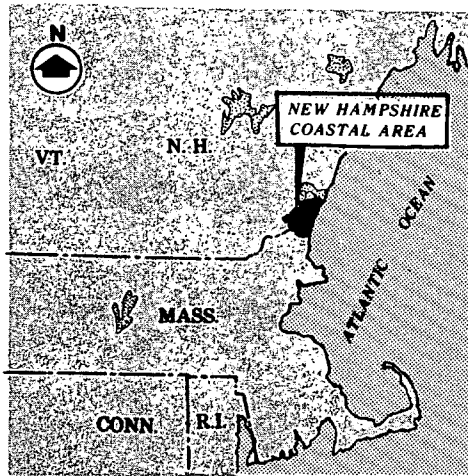 N
NEW HAMPSHIRE
COASTAL AREA
VT.
N.H.
ATLANTIC OCEAN
MASS.
CONN.
R.I.